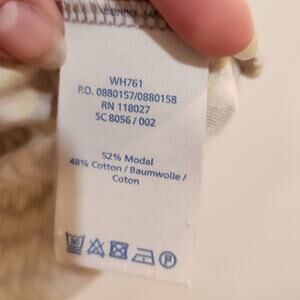 WH761
P.O. 0880157/0880158
RN 118027
SC 8056 / 002
52% Modal
48% Cotton / Baumwolle /
Coton